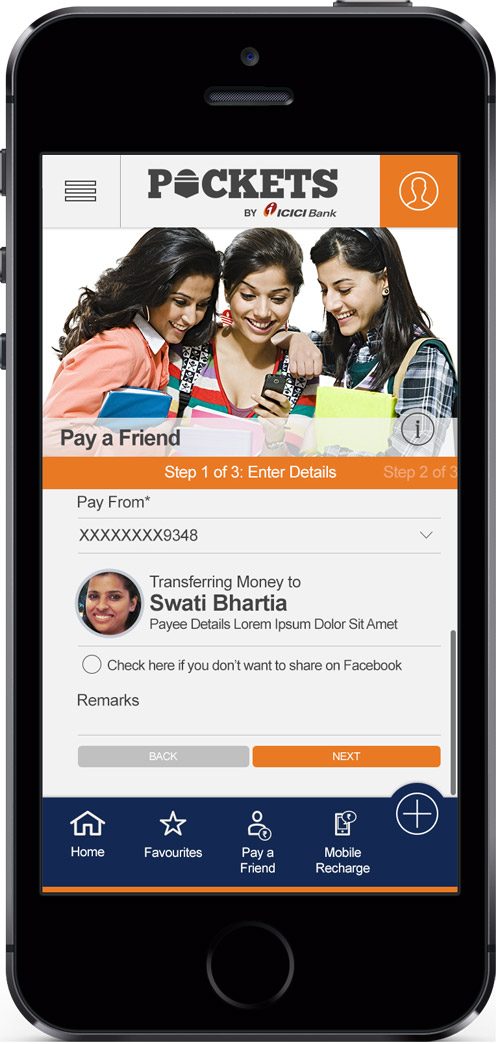 POCKETS
BY ICICI Bank
Pay a Friend
i
Step 1 of 3: Enter Details
Step 2 of 3
Pay From*
XXXXXXXX9348
Transferring Money to
Swati Bhartia
Payee Details Lorem Ipsum Dolor Sit Amet
Check here if you don't want to share on Facebook
Remarks
BACK
NEXT
Home
Favourites
Pay a
Friend
Mobile
Recharge